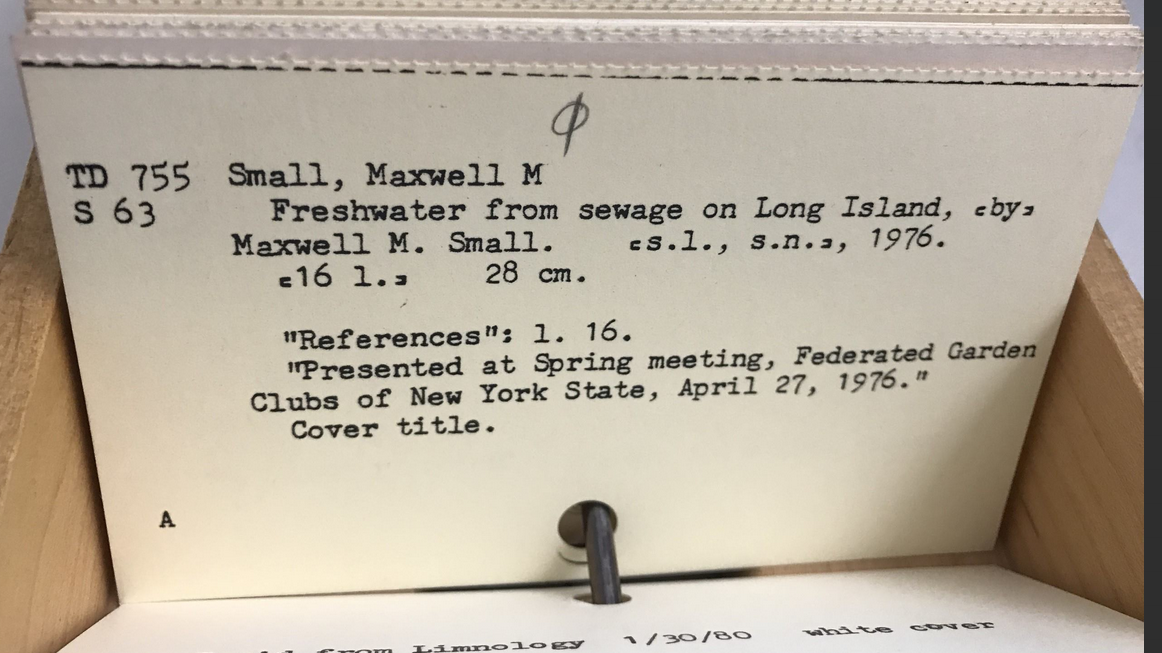 φ
TD 755 Small, Maxwell M
S 63 Freshwater from sewage on Long Island, [by]
Maxwell M. Small. [s.l., s.n.], 1976.
[16 l.] 28 cm.
"References": l. 16.
"Presented at Spring meeting, Federated Garden
Clubs of New York State, April 27, 1976."
Cover title.
A
from Limnology 1/30/80 white cover